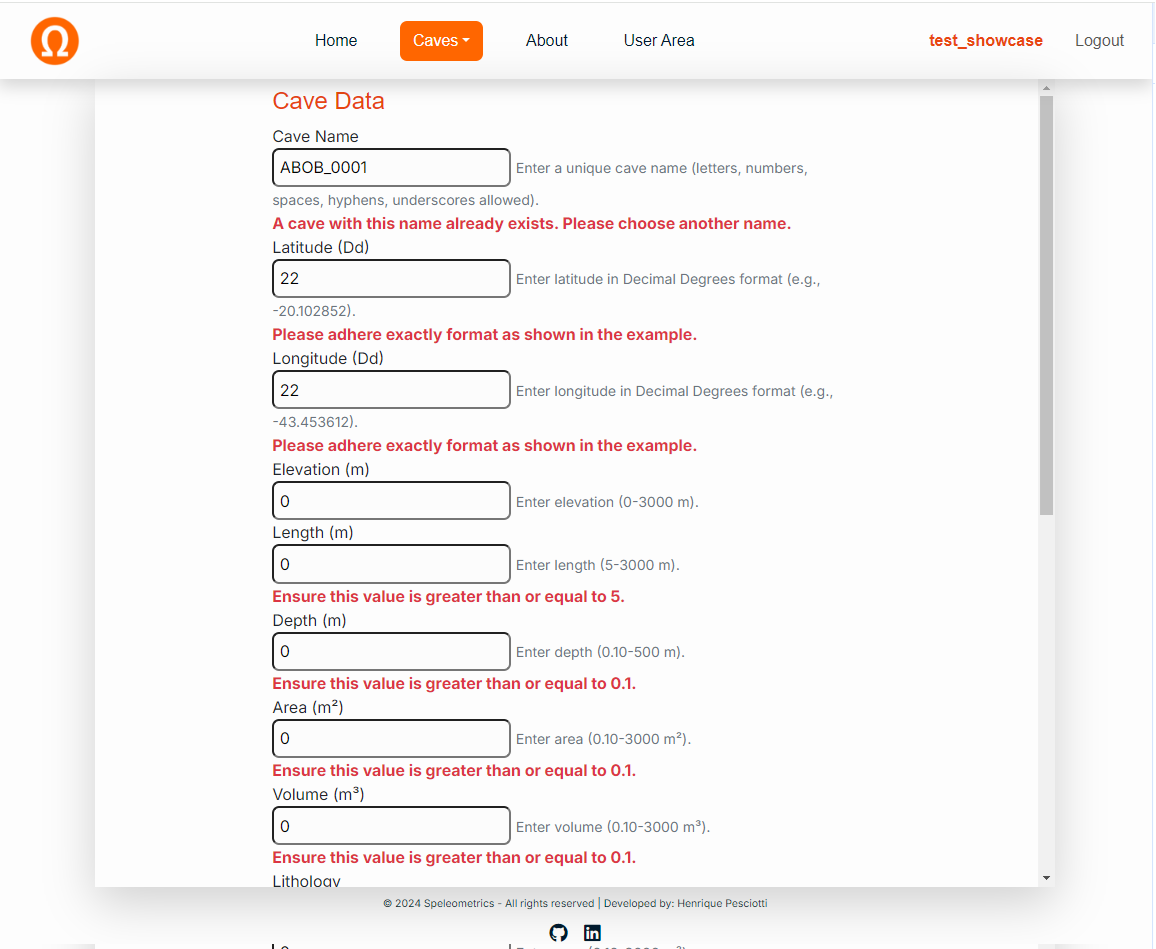 Ω
Home
Caves
About
User Area
test_showcase
Logout
Cave Data
Cave Name
ABOB_0001 Enter a unique cave name (letters, numbers,
spaces, hyphens, underscores allowed).
A cave with this name already exists. Please choose another name.
Latitude (Dd)
22 Enter latitude in Decimal Degrees format (e.g.,
-20.102852).
Please adhere exactly format as shown in the example.
Longitude (Dd)
22 Enter longitude in Decimal Degrees format (e.g.,
-43.453612).
Please adhere exactly format as shown in the example.
Elevation (m)
0 Enter elevation (0-3000 m).
Length (m)
0 Enter length (5-3000 m).
Ensure this value is greater than or equal to 5.
Depth (m)
0 Enter depth (0.10-500 m).
Ensure this value is greater than or equal to 0.1.
Area (m²)
0 Enter area (0.10-3000 m²).
Ensure this value is greater than or equal to 0.1.
Volume (m³)
0 Enter volume (0.10-3000 m³).
Ensure this value is greater than or equal to 0.1.
Lithology
© 2024 Speleometrics - All rights reserved | Developed by: Henrique Pesciotti
in